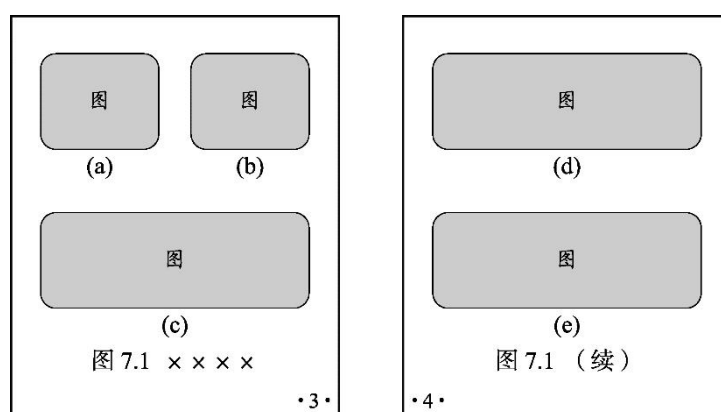 图 图
(a) (b)
图
(c)
图 7.1 ××××
·3·
图
(d)
图
(e)
图 7.1 （续）
·4·